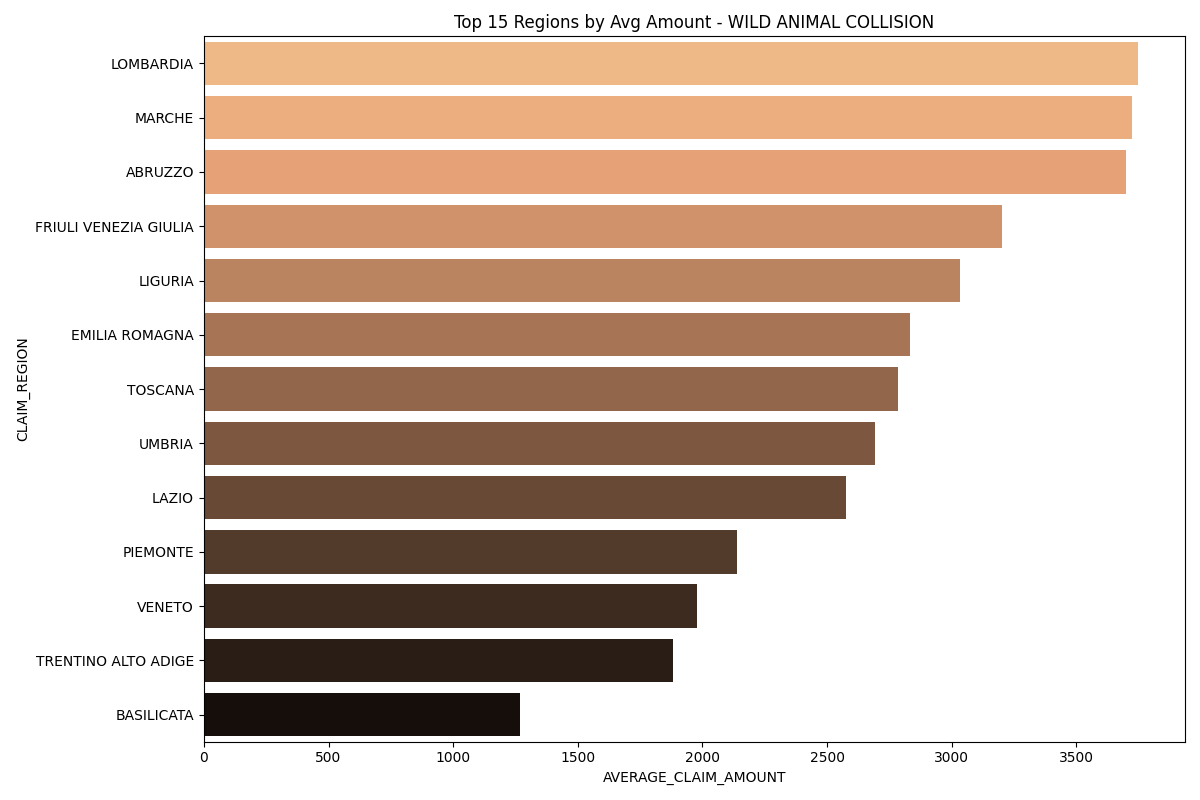 Top 15 Regions by Avg Amount - WILD ANIMAL COLLISION
LOMBARDIA
MARCHE
ABRUZZO
FRIULI VENEZIA GIULIA
LIGURIA
EMILIA ROMAGNA
TOSCANA
UMBRIA
LAZIO
PIEMONTE
VENETO
TRENTINO ALTO ADIGE
BASILICATA
CLAIM_REGION
0 500 1000 1500 2000 2500 3000 3500
AVERAGE_CLAIM_AMOUNT